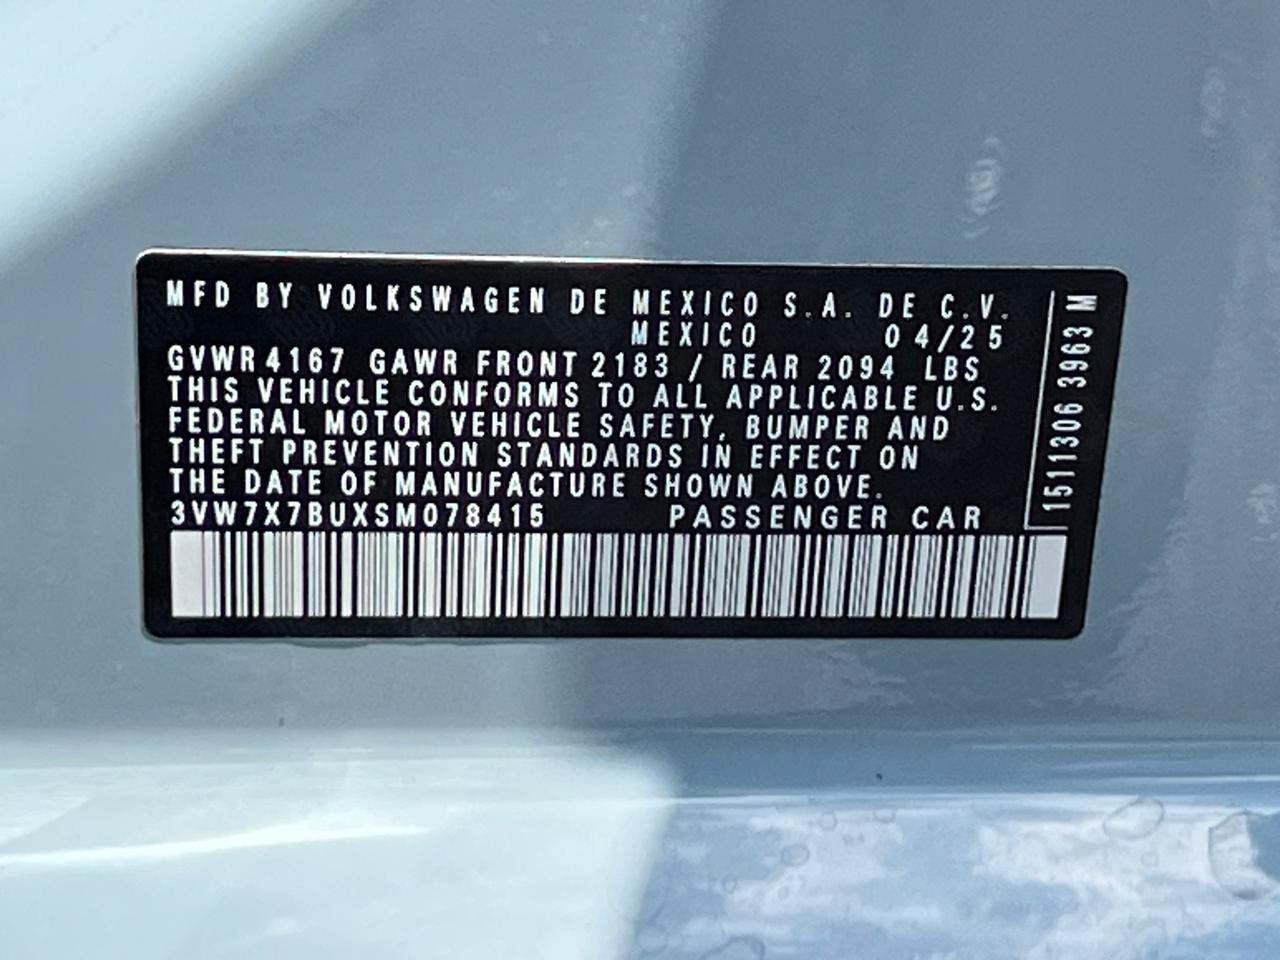 MFD BY VOLKSWAGEN DE MEXICO S.A. DE C.V.
MEXICO 04/25
GVWR 4167 GAWR FRONT 2183 / REAR 2094 LBS
THIS VEHICLE CONFORMS TO ALL APPLICABLE U.S.
FEDERAL MOTOR VEHICLE SAFETY, BUMPER AND
THEFT PREVENTION STANDARDS IN EFFECT ON
THE DATE OF MANUFACTURE SHOWN ABOVE.
3VW7X7BUXSM078415 PASSENGER CAR
1511306 3963 M